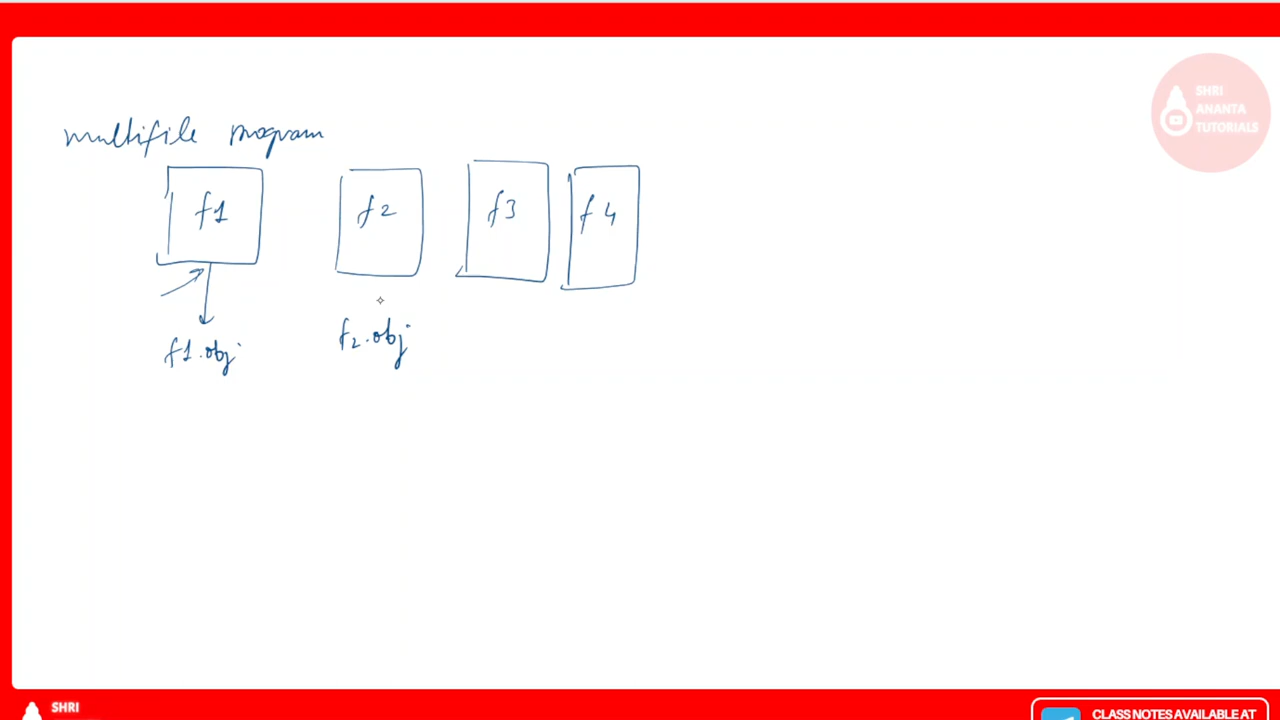 SHRI
ANANTA
TUTORIALS
multifile program
f1 f2 f3 f4
f1.obj f2.obj
SHRI
CLASS NOTES AVAILABLE AT